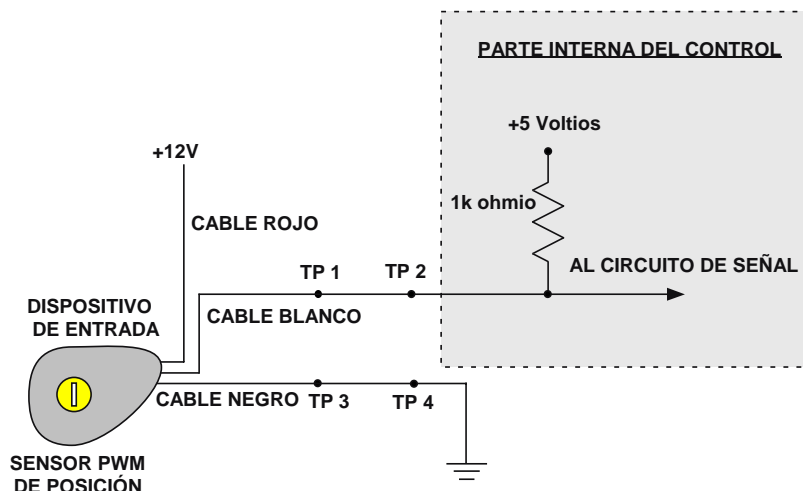 PARTE INTERNA DEL CONTROL
+5 Voltios
+12V
1k ohmio
CABLE ROJO
AL CIRCUITO DE SEÑAL
TP 1
TP 2
DISPOSITIVO
DE ENTRADA
CABLE BLANCO
CABLE NEGRO
TP 3
TP 4
SENSOR PWM
DE POSICIÓN